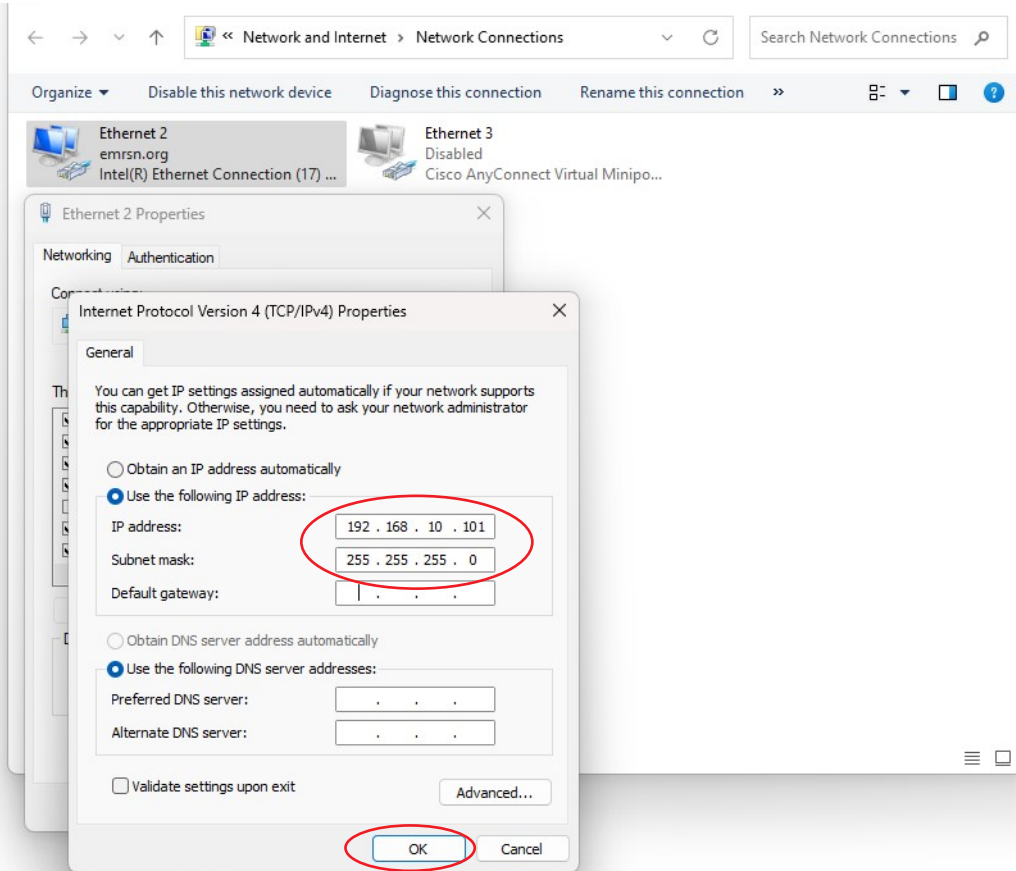 « Network and Internet > Network Connections
Search Network Connections
Organize Disable this network device Diagnose this connection Rename this connection »
Ethernet 2
emrsn.org
Intel(R) Ethernet Connection (17) ...
Ethernet 3
Disabled
Cisco AnyConnect Virtual Minipo...
Ethernet 2 Properties
Networking Authentication
Internet Protocol Version 4 (TCP/IPv4) Properties
General
Th
You can get IP settings assigned automatically if your network supports
this capability. Otherwise, you need to ask your network administrator
for the appropriate IP settings.
Obtain an IP address automatically
Use the following IP address:
IP address: 192 . 168 . 10 . 101
Subnet mask: 255 . 255 . 255 . 0
Default gateway: . . .
Obtain DNS server address automatically
Use the following DNS server addresses:
Preferred DNS server: . . .
Alternate DNS server: . . .
Validate settings upon exit
Advanced...
OK Cancel